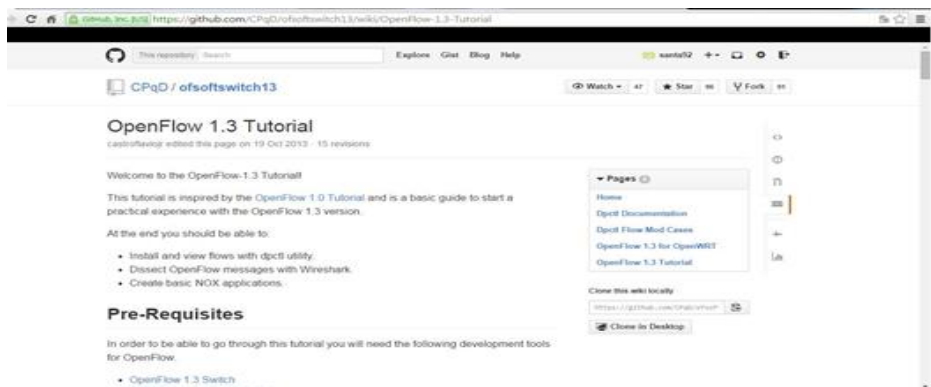 GitHub, Inc. [US] https://github.com/CPqD/ofsoftswitch13/wiki/OpenFlow-1.3-Tutorial
This repository Search Explore Gist Blog Help xanta52
CPqD / ofsoftswitch13 Watch 47 Star Fork
OpenFlow 1.3 Tutorial
castroflaviojr edited this page on 19 Oct 2013 · 15 revisions
Welcome to the OpenFlow-1.3 Tutorial!
This tutorial is inspired by the OpenFlow 1.0 Tutorial and is a basic guide to start a
practical experience with the OpenFlow 1.3 version.
At the end you should be able to:
• Install and view flows with dpctl utility.
• Dissect OpenFlow messages with Wireshark.
• Create basic NOX applications.
Pre-Requisites
In order to be able to go through this tutorial you will need the following development tools
for OpenFlow.
• OpenFlow 1.3 Switch
Pages
Home
Dpctl Documentation
Dpctl Flow Mod Cases
OpenFlow 1.3 for OpenWRT
OpenFlow 1.3 Tutorial
Clone this wiki locally
Clone in Desktop